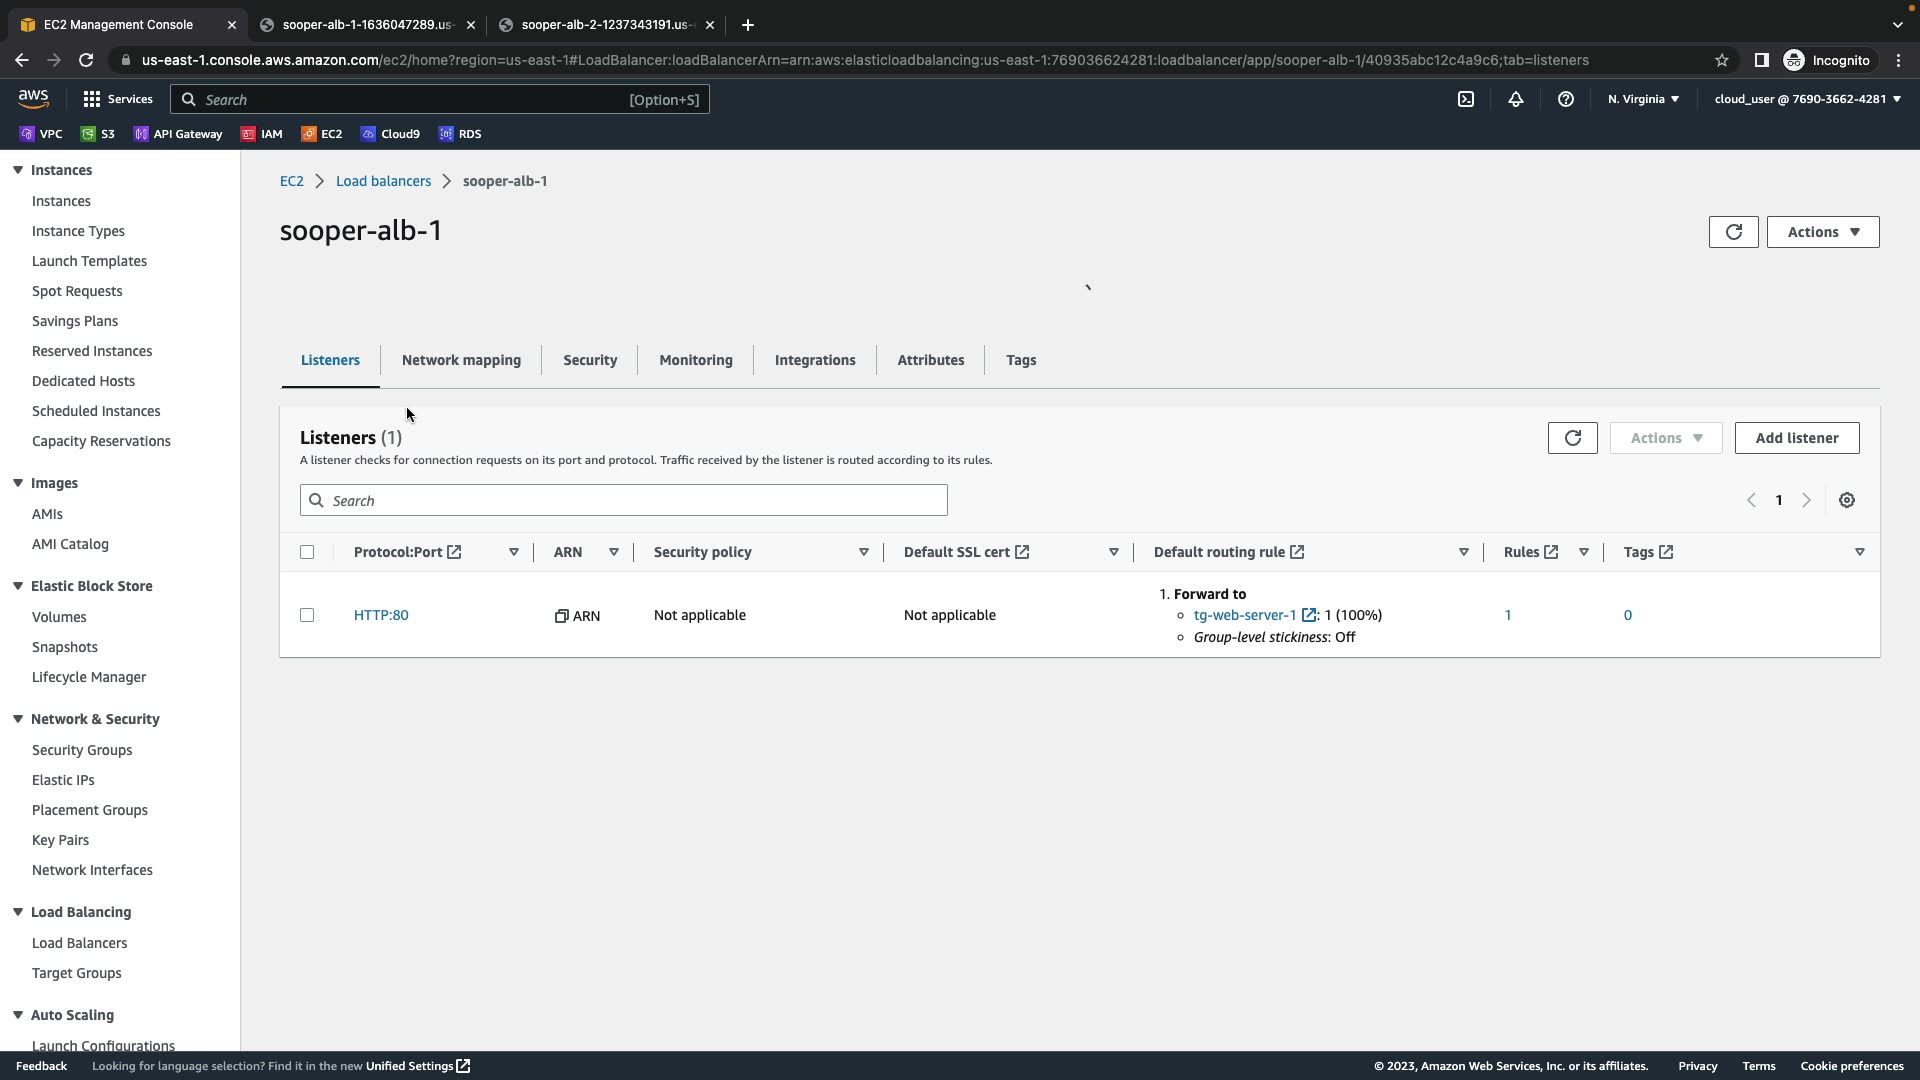 EC2 Management Console
sooper-alb-1-1636047289.us-
sooper-alb-2-1237343191.us-
us-east-1.console.aws.amazon.com/ec2/home?region=us-east-1#LoadBalancer:loadBalancerArn=arn:aws:elasticloadbalancing:us-east-1:769036624281:loadbalancer/app/sooper-alb-1/40935abc12c4a9c6;tab=listeners
Incognito
aws
Services
Search
[Option+S]
N. Virginia
cloud_user @ 7690-3662-4281
VPC
S3
API Gateway
IAM
EC2
Cloud9
RDS
Instances
Instances
Instance Types
Launch Templates
Spot Requests
Savings Plans
Reserved Instances
Dedicated Hosts
Scheduled Instances
Capacity Reservations
Images
AMIs
AMI Catalog
Elastic Block Store
Volumes
Snapshots
Lifecycle Manager
Network & Security
Security Groups
Elastic IPs
Placement Groups
Key Pairs
Network Interfaces
Load Balancing
Load Balancers
Target Groups
Auto Scaling
Launch Configurations
EC2 > Load balancers > sooper-alb-1
sooper-alb-1
Actions
Listeners
Network mapping
Security
Monitoring
Integrations
Attributes
Tags
Listeners (1)
A listener checks for connection requests on its port and protocol. Traffic received by the listener is routed according to its rules.
Actions
Add listener
Search
1
Protocol:Port
ARN
Security policy
Default SSL cert
Default routing rule
Rules
Tags
HTTP:80
ARN
Not applicable
Not applicable
1. Forward to
tg-web-server-1 : 1 (100%)
Group-level stickiness: Off
1
0
Feedback
Looking for language selection? Find it in the new Unified Settings
© 2023, Amazon Web Services, Inc. or its affiliates.
Privacy
Terms
Cookie preferences